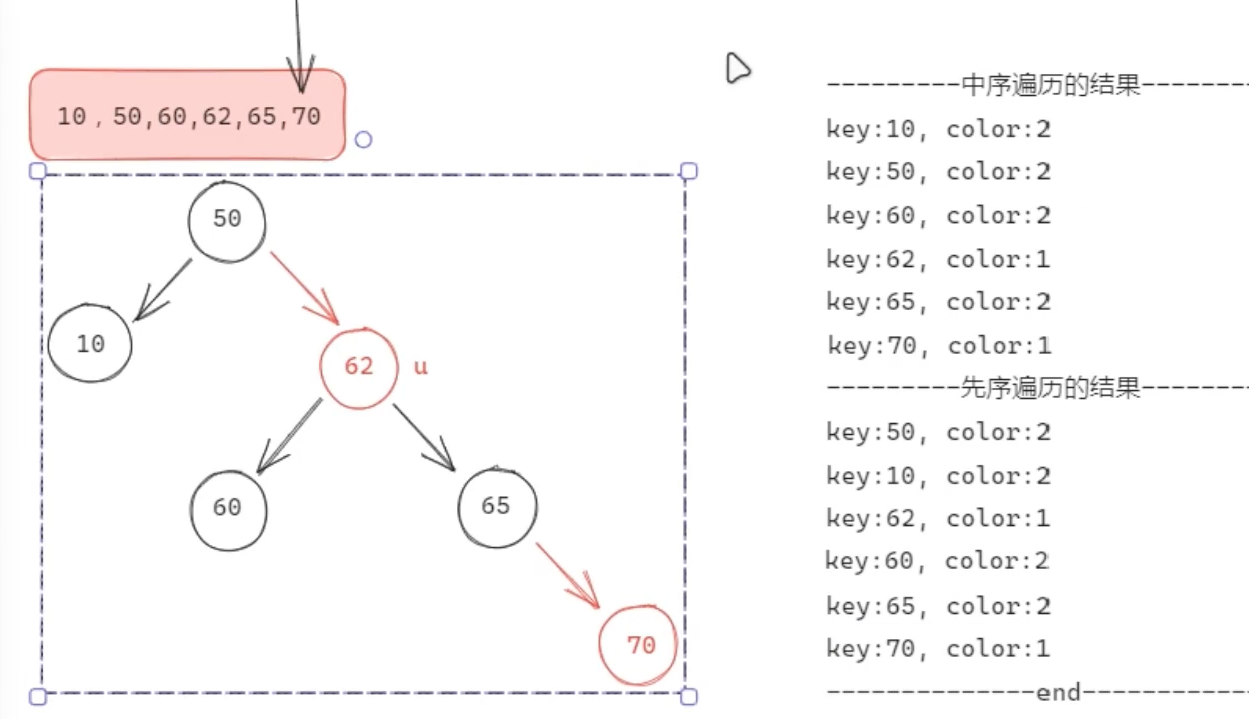 10，50,60,62,65,70
50
10
62 u
60
65
70
---------中序遍历的结果-------
key:10, color:2
key:50, color:2
key:60, color:2
key:62, color:1
key:65, color:2
key:70, color:1
---------先序遍历的结果-------
key:50, color:2
key:10, color:2
key:62, color:1
key:60, color:2
key:65, color:2
key:70, color:1
--------------end-----------